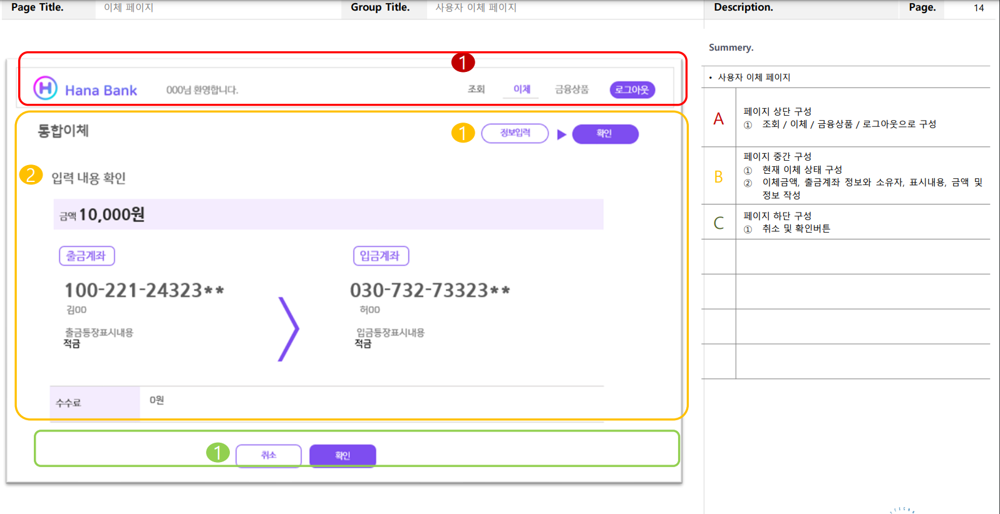 Page Title.
이체 페이지
Group Title.
사용자 이체 페이지
Description.
Page.
14
1
H Hana Bank
000님 환영합니다.
조회
이체
금융상품
로그아웃
통합이체
1
정보입력
확인
2
입력 내용 확인
금액 10,000원
출금계좌
입금계좌
100-221-24323**
030-732-73323**
김00
허00
출금통장표시내용
입금통장표시내용
적금
적금
수수료
0원
1
취소
확인
Summery.
• 사용자 이체 페이지
A
페이지 상단 구성
① 조회 / 이체 / 금융상품 / 로그아웃으로 구성
B
페이지 중간 구성
① 현재 이체 상태 구성
② 이체금액, 출금계좌 정보와 소유자, 표시내용, 금액 및
정보 작성
C
페이지 하단 구성
① 취소 및 확인버튼